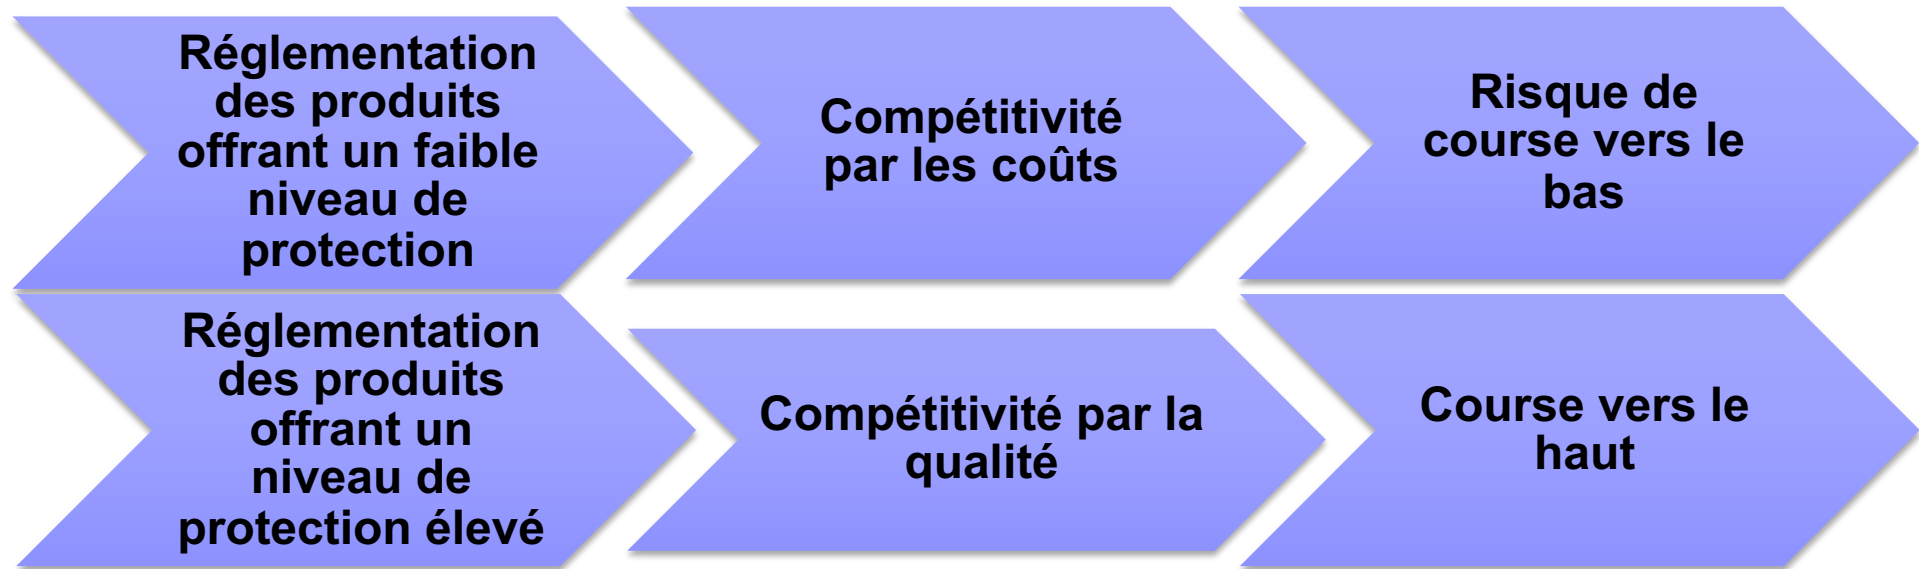 Réglementation
des produits
offrant un faible
niveau de
protection
Compétitivité
par les coûts
Risque de
course vers le
bas
Réglementation
des produits
offrant un
niveau de
protection élevé
Compétitivité par la
qualité
Course vers le
haut